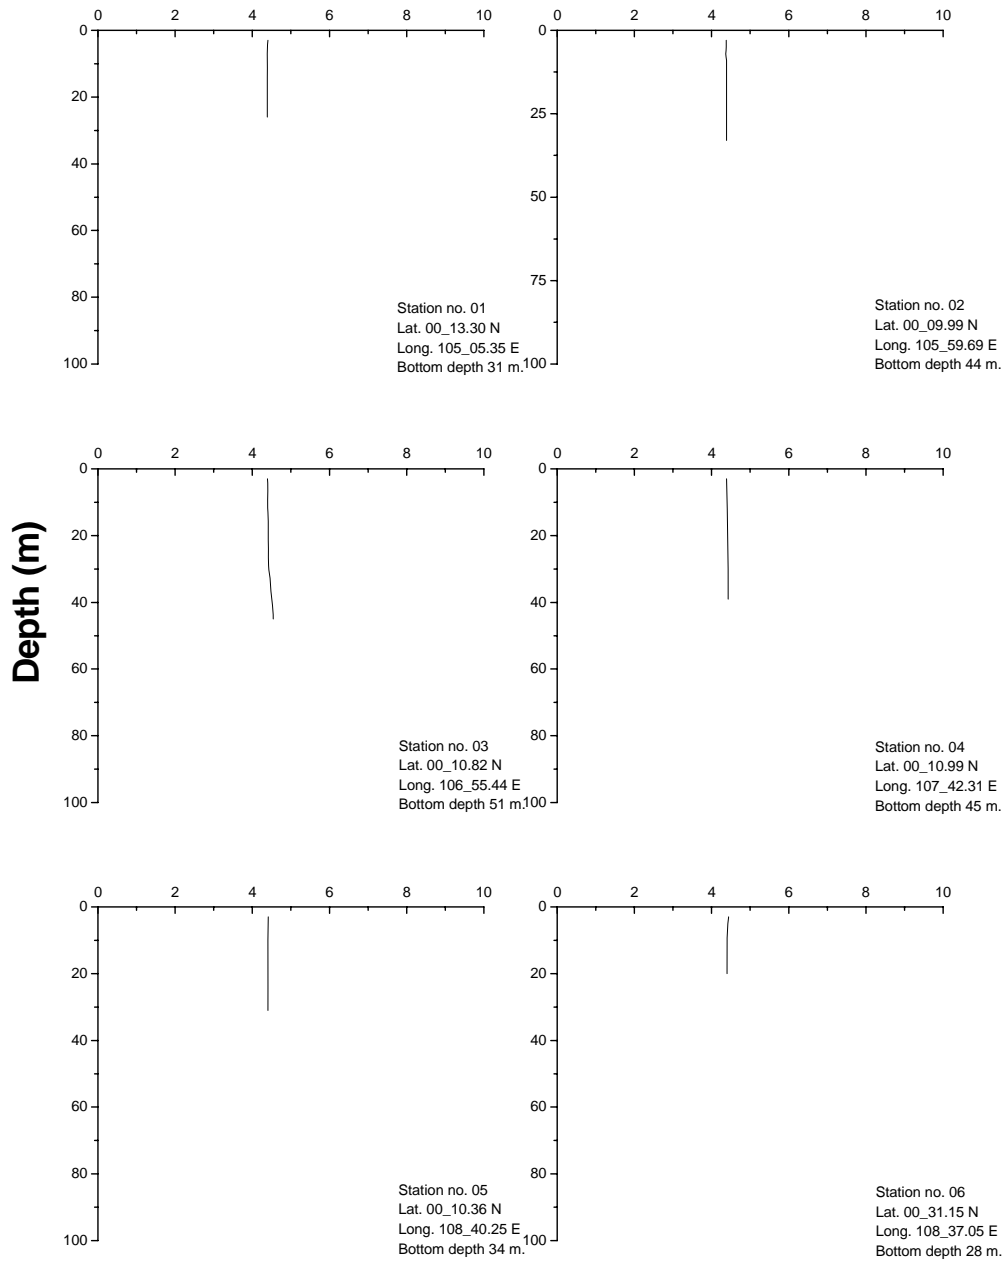 0 2 4 6 8 10
0
20
40
60
80
100
Station no. 01
Lat. 00_13.30 N
Long. 105_05.35 E
Bottom depth 31 m.
0 2 4 6 8 10
0
25
50
75
100
Station no. 02
Lat. 00_09.99 N
Long. 105_59.69 E
Bottom depth 44 m.
Depth (m)
0 2 4 6 8 10
0
20
40
60
80
100
Station no. 03
Lat. 00_10.82 N
Long. 106_55.44 E
Bottom depth 51 m.
0 2 4 6 8 10
0
20
40
60
80
100
Station no. 04
Lat. 00_10.99 N
Long. 107_42.31 E
Bottom depth 45 m.
0 2 4 6 8 10
0
20
40
60
80
100
Station no. 05
Lat. 00_10.36 N
Long. 108_40.25 E
Bottom depth 34 m.
0 2 4 6 8 10
0
20
40
60
80
100
Station no. 06
Lat. 00_31.15 N
Long. 108_37.05 E
Bottom depth 28 m.